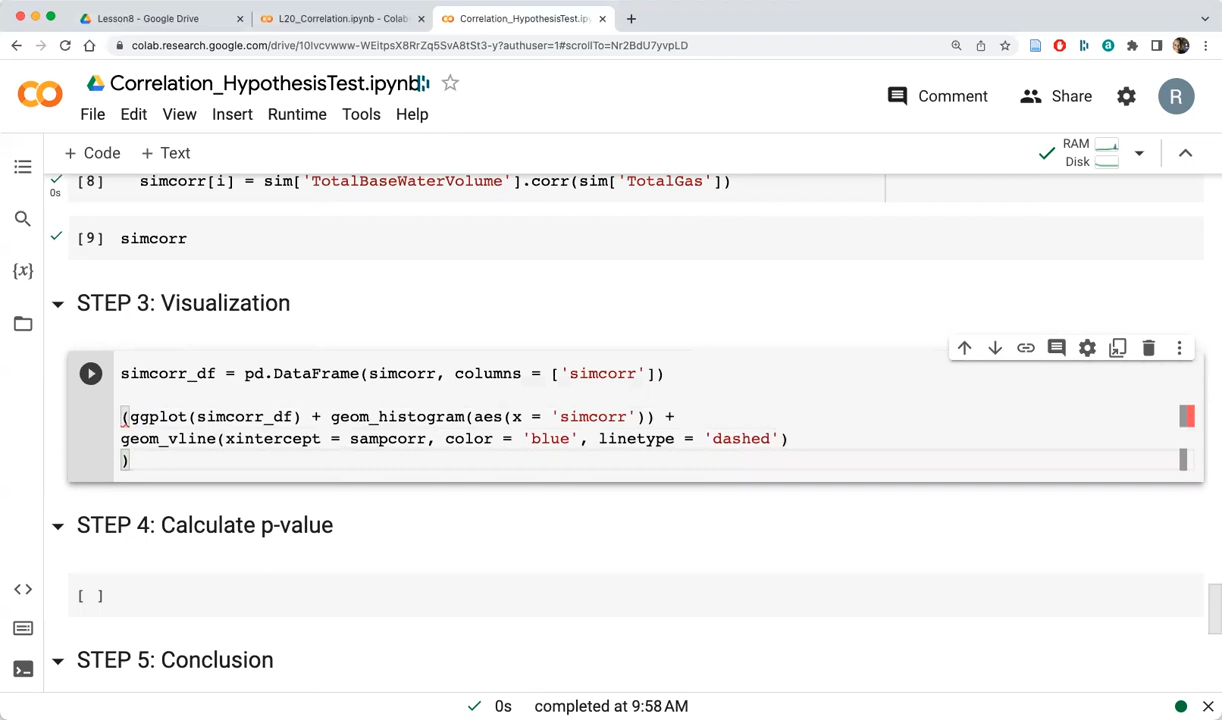 Lesson8 - Google Drive
L20_Correlation.ipynb - Colab
Correlation_HypothesisTest.ipy
colab.research.google.com/drive/10Ivcvwww-WEitpsX8RrZq5SvA8tSt3-y?authuser=1#scrollTo=Nr2BdU7yvpLD
Correlation_HypothesisTest.ipynb
Comment
Share
R
File Edit View Insert Runtime Tools Help
+ Code + Text
RAM
Disk
[8] simcorr[i] = sim['TotalBaseWaterVolume'].corr(sim['TotalGas'])
0s
[9] simcorr
{x}
STEP 3: Visualization
simcorr_df = pd.DataFrame(simcorr, columns = ['simcorr'])
(ggplot(simcorr_df) + geom_histogram(aes(x = 'simcorr')) +
geom_vline(xintercept = sampcorr, color = 'blue', linetype = 'dashed')
)
STEP 4: Calculate p-value
[ ]
STEP 5: Conclusion
0s completed at 9:58 AM